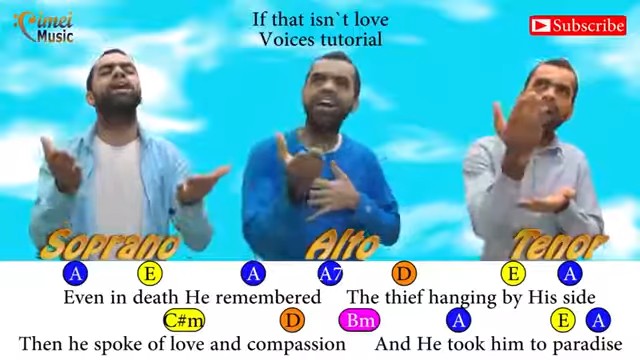 Cimei
Music
If that isn`t love
Voices tutorial
Subscribe
Soprano Alto Tenor
A E A A7 D E A
Even in death He remembered The thief hanging by His side
C#m D Bm A E A
Then he spoke of love and compassion And He took him to paradise